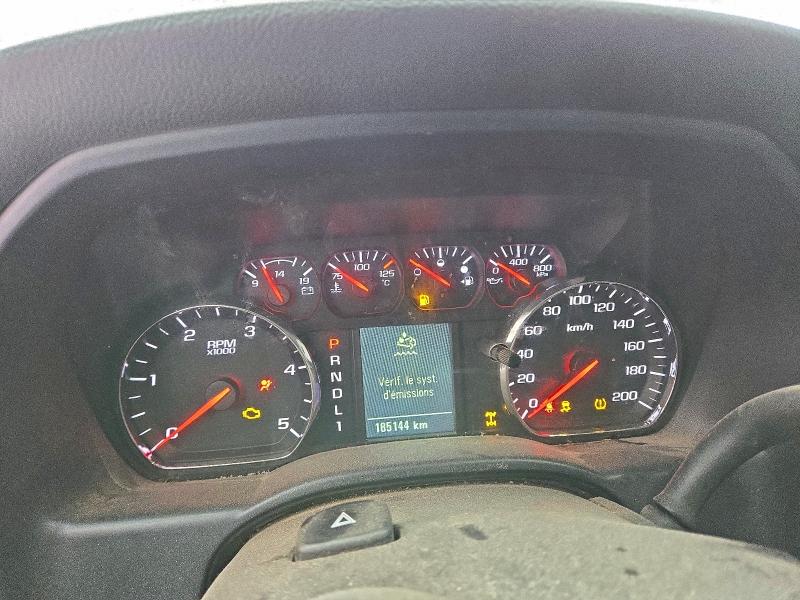 9 14 19
75 100 125
°C
0 400 800
kPa
RPM
X1000
0 1 2 3 4 5
P
R
N
D
L
1
Vérif. le syst.
d'émissions
185144 km
km/h
0 20 40 60 80 100 120 140 160 180 200